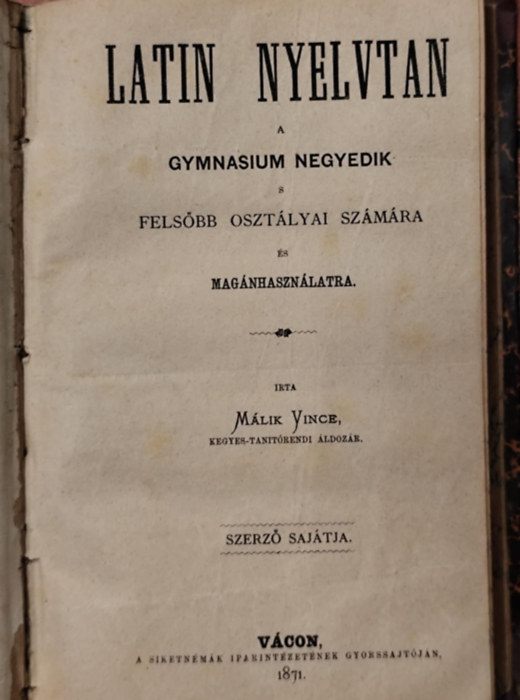 LATIN NYELVTAN
A
GYMNASIUM NEGYEDIK
S
FELSŐBB OSZTÁLYAI SZÁMÁRA
ÉS
MAGÁNHASZNÁLATRA.
IRTA
MÁLIK VINCE,
KEGYES-TANITÓRENDI ÁLDOZÁR.
SZERZŐ SAJÁTJA.
VÁCON,
A SIKETNÉMÁK IPARINTÉZETÉNEK GYORSSAJTÓJÁN.
1871.